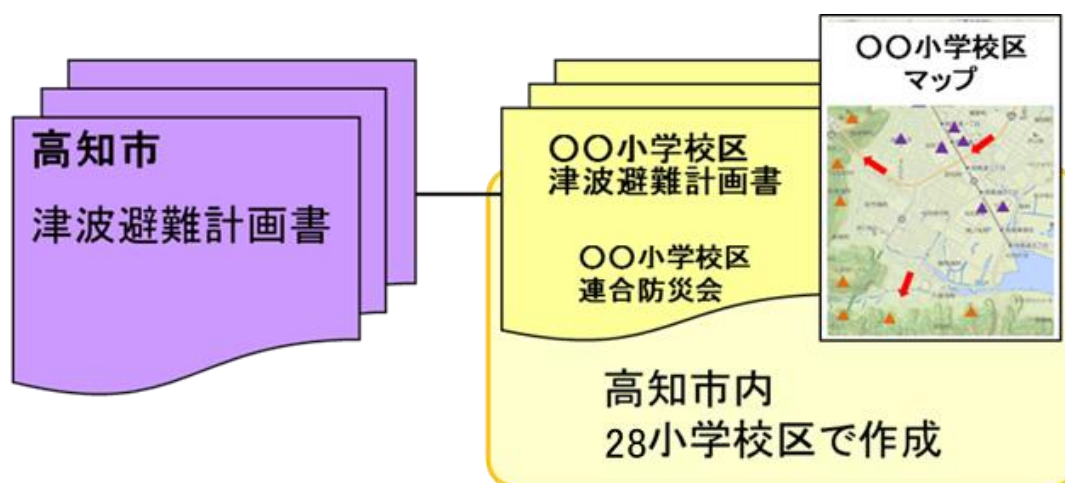 高知市
津波避難計画書
〇〇小学校区
津波避難計画書
〇〇小学校区
連合防災会
〇〇小学校区
マップ
高知市内
28小学校区で作成